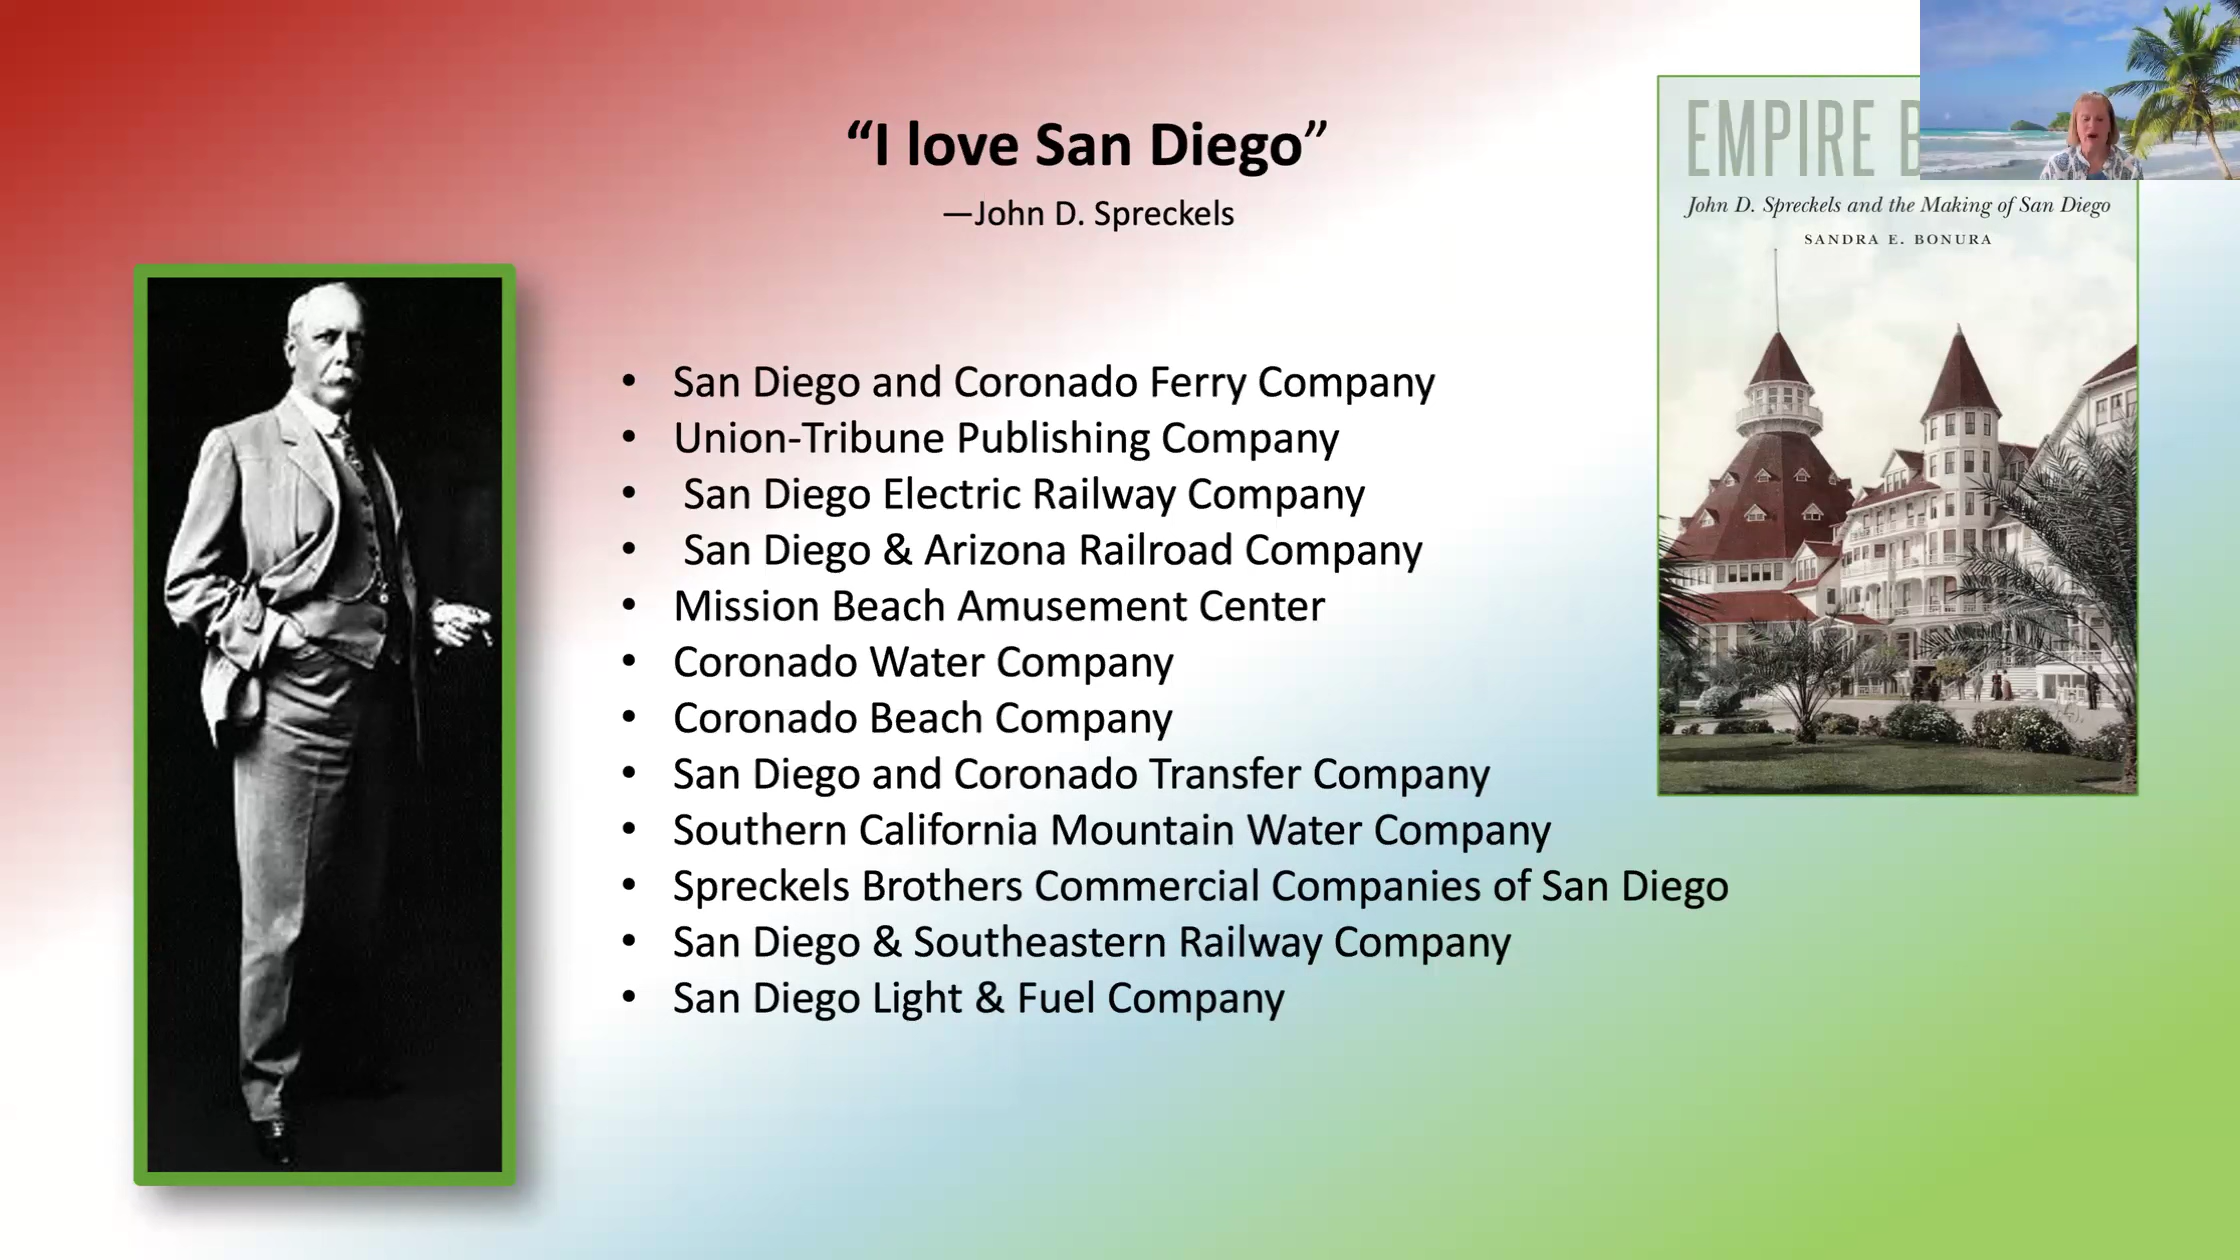 “I love San Diego”
—John D. Spreckels
• San Diego and Coronado Ferry Company
• Union-Tribune Publishing Company
• San Diego Electric Railway Company
• San Diego & Arizona Railroad Company
• Mission Beach Amusement Center
• Coronado Water Company
• Coronado Beach Company
• San Diego and Coronado Transfer Company
• Southern California Mountain Water Company
• Spreckels Brothers Commercial Companies of San Diego
• San Diego & Southeastern Railway Company
• San Diego Light & Fuel Company
EMPIRE
John D. Spreckels and the Making of San Diego
SANDRA E. BONURA